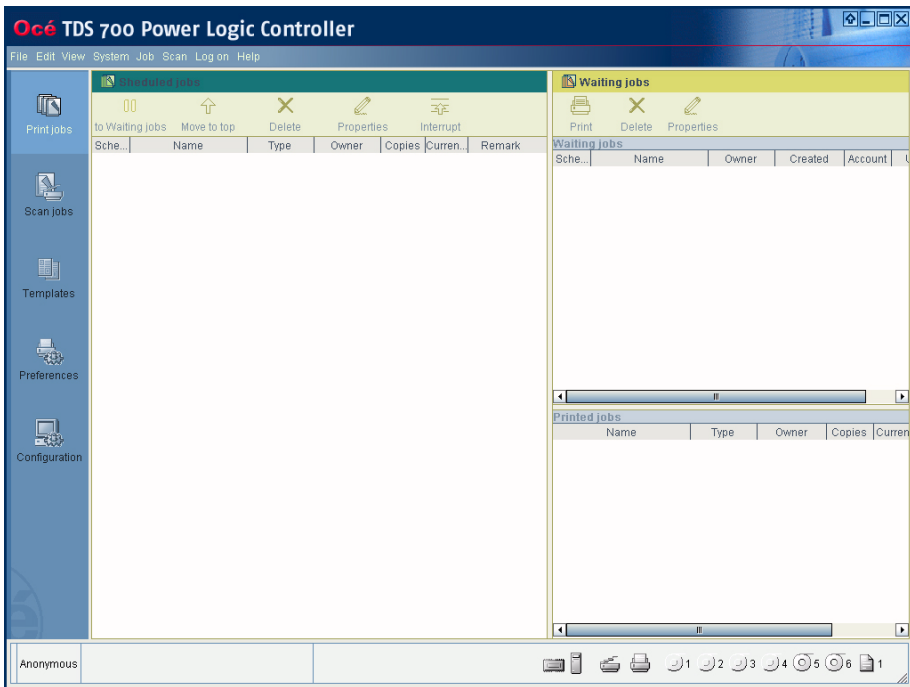 Océ TDS 700 Power Logic Controller
File Edit View System Job Scan Log on Help
Print jobs
Scan jobs
Templates
Preferences
Configuration
Sheduled jobs
to Waiting jobs Move to top Delete Properties Interrupt
Sche... Name Type Owner Copies Curren... Remark
Waiting jobs
Print Delete Properties
Waiting jobs
Sche... Name Owner Created Account U
Printed jobs
Name Type Owner Copies Curren
Anonymous
1 2 3 4 5 6 1